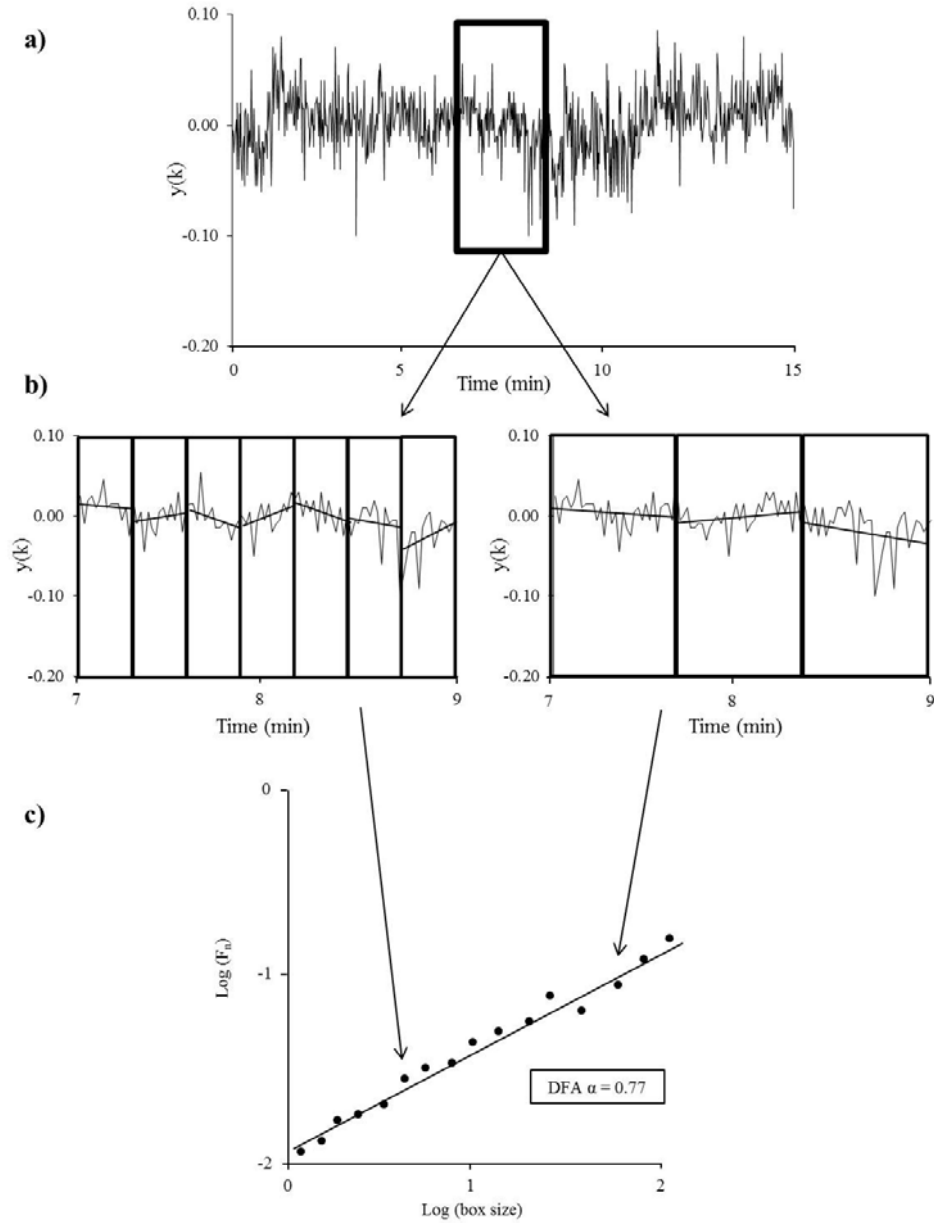 a)
0.10
0.00
-0.10
-0.20
y(k)
0
5
10
15
Time (min)
b)
0.10
0.00
-0.10
-0.20
y(k)
7
8
9
Time (min)
0.10
0.00
-0.10
-0.20
y(k)
7
8
9
Time (min)
c)
0
-1
-2
Log (Fn)
DFA α = 0.77
0
1
2
Log (box size)